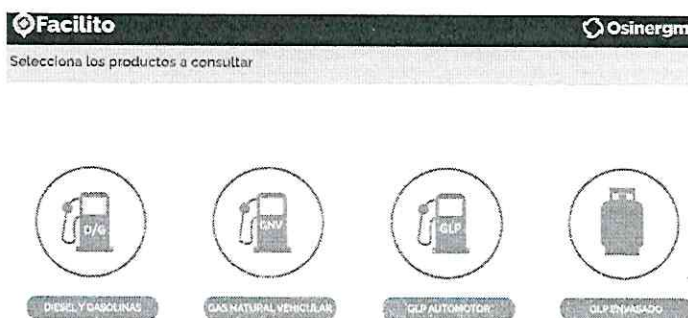 Facilito
Osinergm
Selecciona los productos a consultar
D/G
GNV
GLP
DIESEL Y GASOLINAS
GAS NATURAL VEHICULAR
GLP AUTOMOTOR
GLP ENVASADO